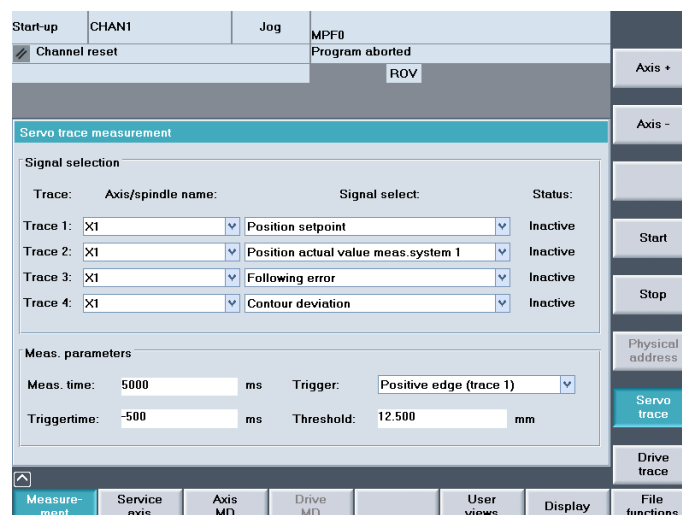 Start-up CHAN1 Jog MPF0
Channel reset Program aborted
ROV
Servo trace measurement
Signal selection
Trace: Axis/spindle name: Signal select: Status:
Trace 1: X1 Position setpoint Inactive
Trace 2: X1 Position actual value meas.system 1 Inactive
Trace 3: X1 Following error Inactive
Trace 4: X1 Contour deviation Inactive
Meas. parameters
Meas. time: 5000 ms Trigger: Positive edge (trace 1)
Triggertime: -500 ms Threshold: 12.500 mm
Axis +
Axis -
Start
Stop
Physical
address
Servo
trace
Drive
trace
Measure-
ment
Service
axis
Axis
MD
Drive
MD
User
views
Display
File
functions